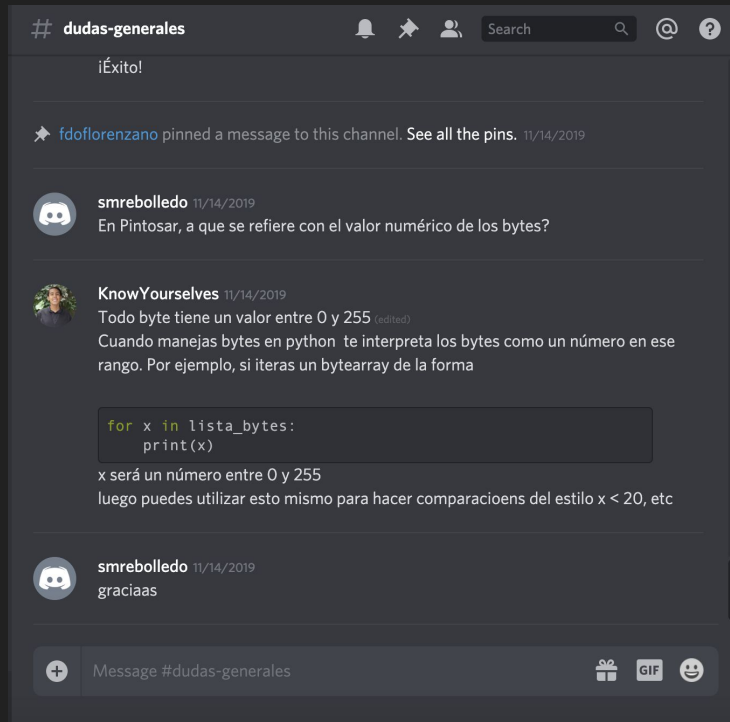 # dudas-generales
Search
¡Éxito!
fdoflorenzano pinned a message to this channel. See all the pins. 11/14/2019
smrebolledo 11/14/2019
En Pintosar, a que se refiere con el valor numérico de los bytes?
KnowYourselves 11/14/2019
Todo byte tiene un valor entre 0 y 255 (edited)
Cuando manejas bytes en python te interpreta los bytes como un número en ese
rango. Por ejemplo, si iteras un bytearray de la forma
for x in lista_bytes:
    print(x)
x será un número entre 0 y 255
luego puedes utilizar esto mismo para hacer comparacioens del estilo x < 20, etc
smrebolledo 11/14/2019
graciaas
Message #dudas-generales
GIF